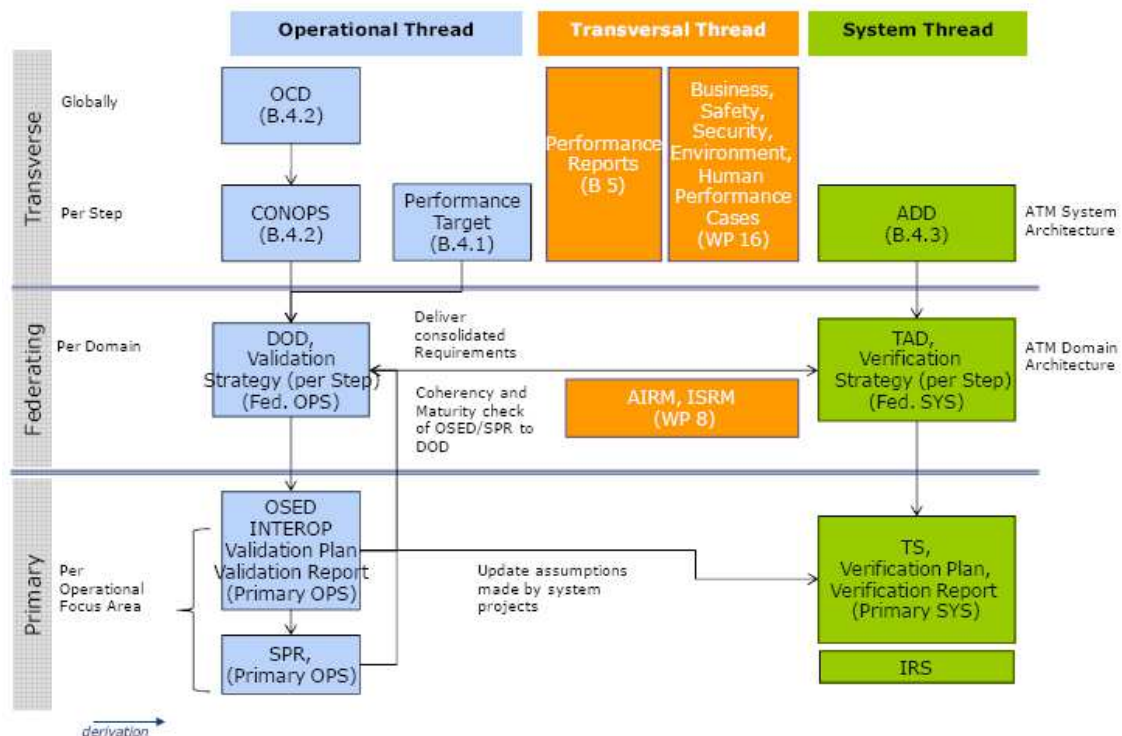 Operational Thread
Transversal Thread
System Thread
Transverse
Globally
OCD
(B.4.2)
Per Step
CONOPS
(B.4.2)
Performance
Target
(B.4.1)
Performance
Reports
(B 5)
Business,
Safety,
Security,
Environment,
Human
Performance
Cases
(WP 16)
ADD
(B.4.3)
ATM System
Architecture
Federating
Per Domain
DOD,
Validation
Strategy (per Step)
(Fed. OPS)
Deliver
consolidated
Requirements
Coherency and
Maturity check
of OSED/SPR to
DOD
AIRM, ISRM
(WP 8)
TAD,
Verification
Strategy (per Step)
(Fed. SYS)
ATM Domain
Architecture
Primary
Per
Operational
Focus Area
OSED
INTEROP
Validation Plan
Validation Report
(Primary OPS)
SPR,
(Primary OPS)
Update assumptions
made by system
projects
TS,
Verification Plan,
Verification Report
(Primary SYS)
IRS
derivation